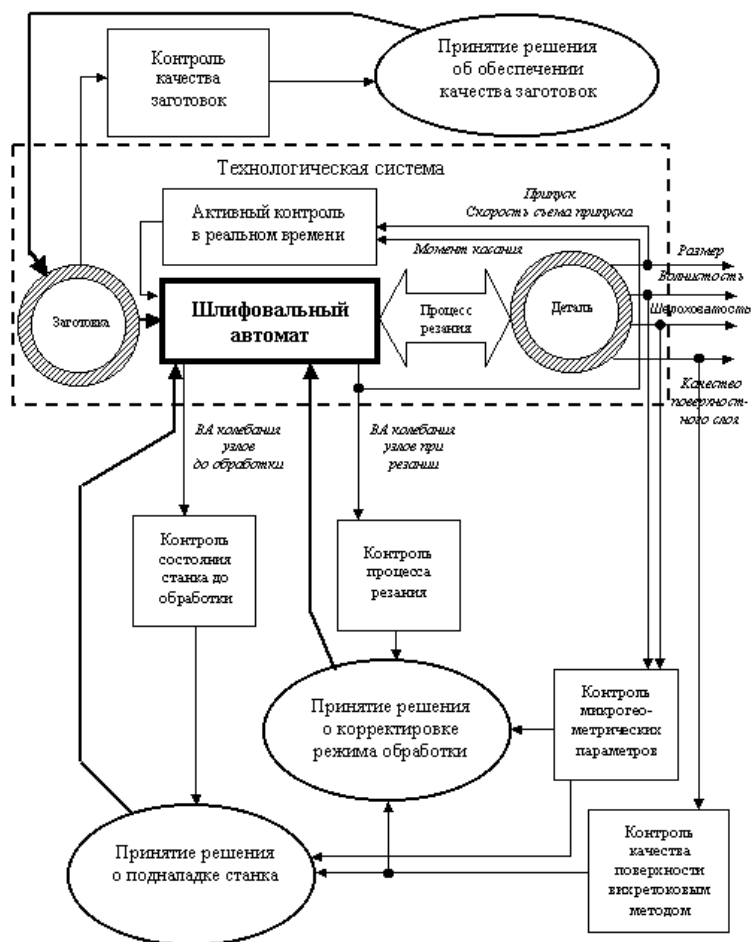 Контроль
качества
заготовок
Принятие решения
об обеспечении
качества заготовок
Технологическая система
Активный контроль
в реальном времени
Припуск
Скорость съема припуска
Момент касания
Размер
Волнистость
Шероховатость
Качество
поверхност-
ного слоя
Заготовка
Шлифовальный
автомат
Процесс
резания
Деталь
ВА колебания
узлов
до обработки
ВА колебания
узлов при
резании
Контроль
состояния
станка до
обработки
Контроль
процесса
резания
Принятие решения
о корректировке
режима обработки
Контроль
микрогео-
метрических
параметров
Принятие решения
о подналадке станка
Контроль
качества
поверхности
вихретоковым
методом